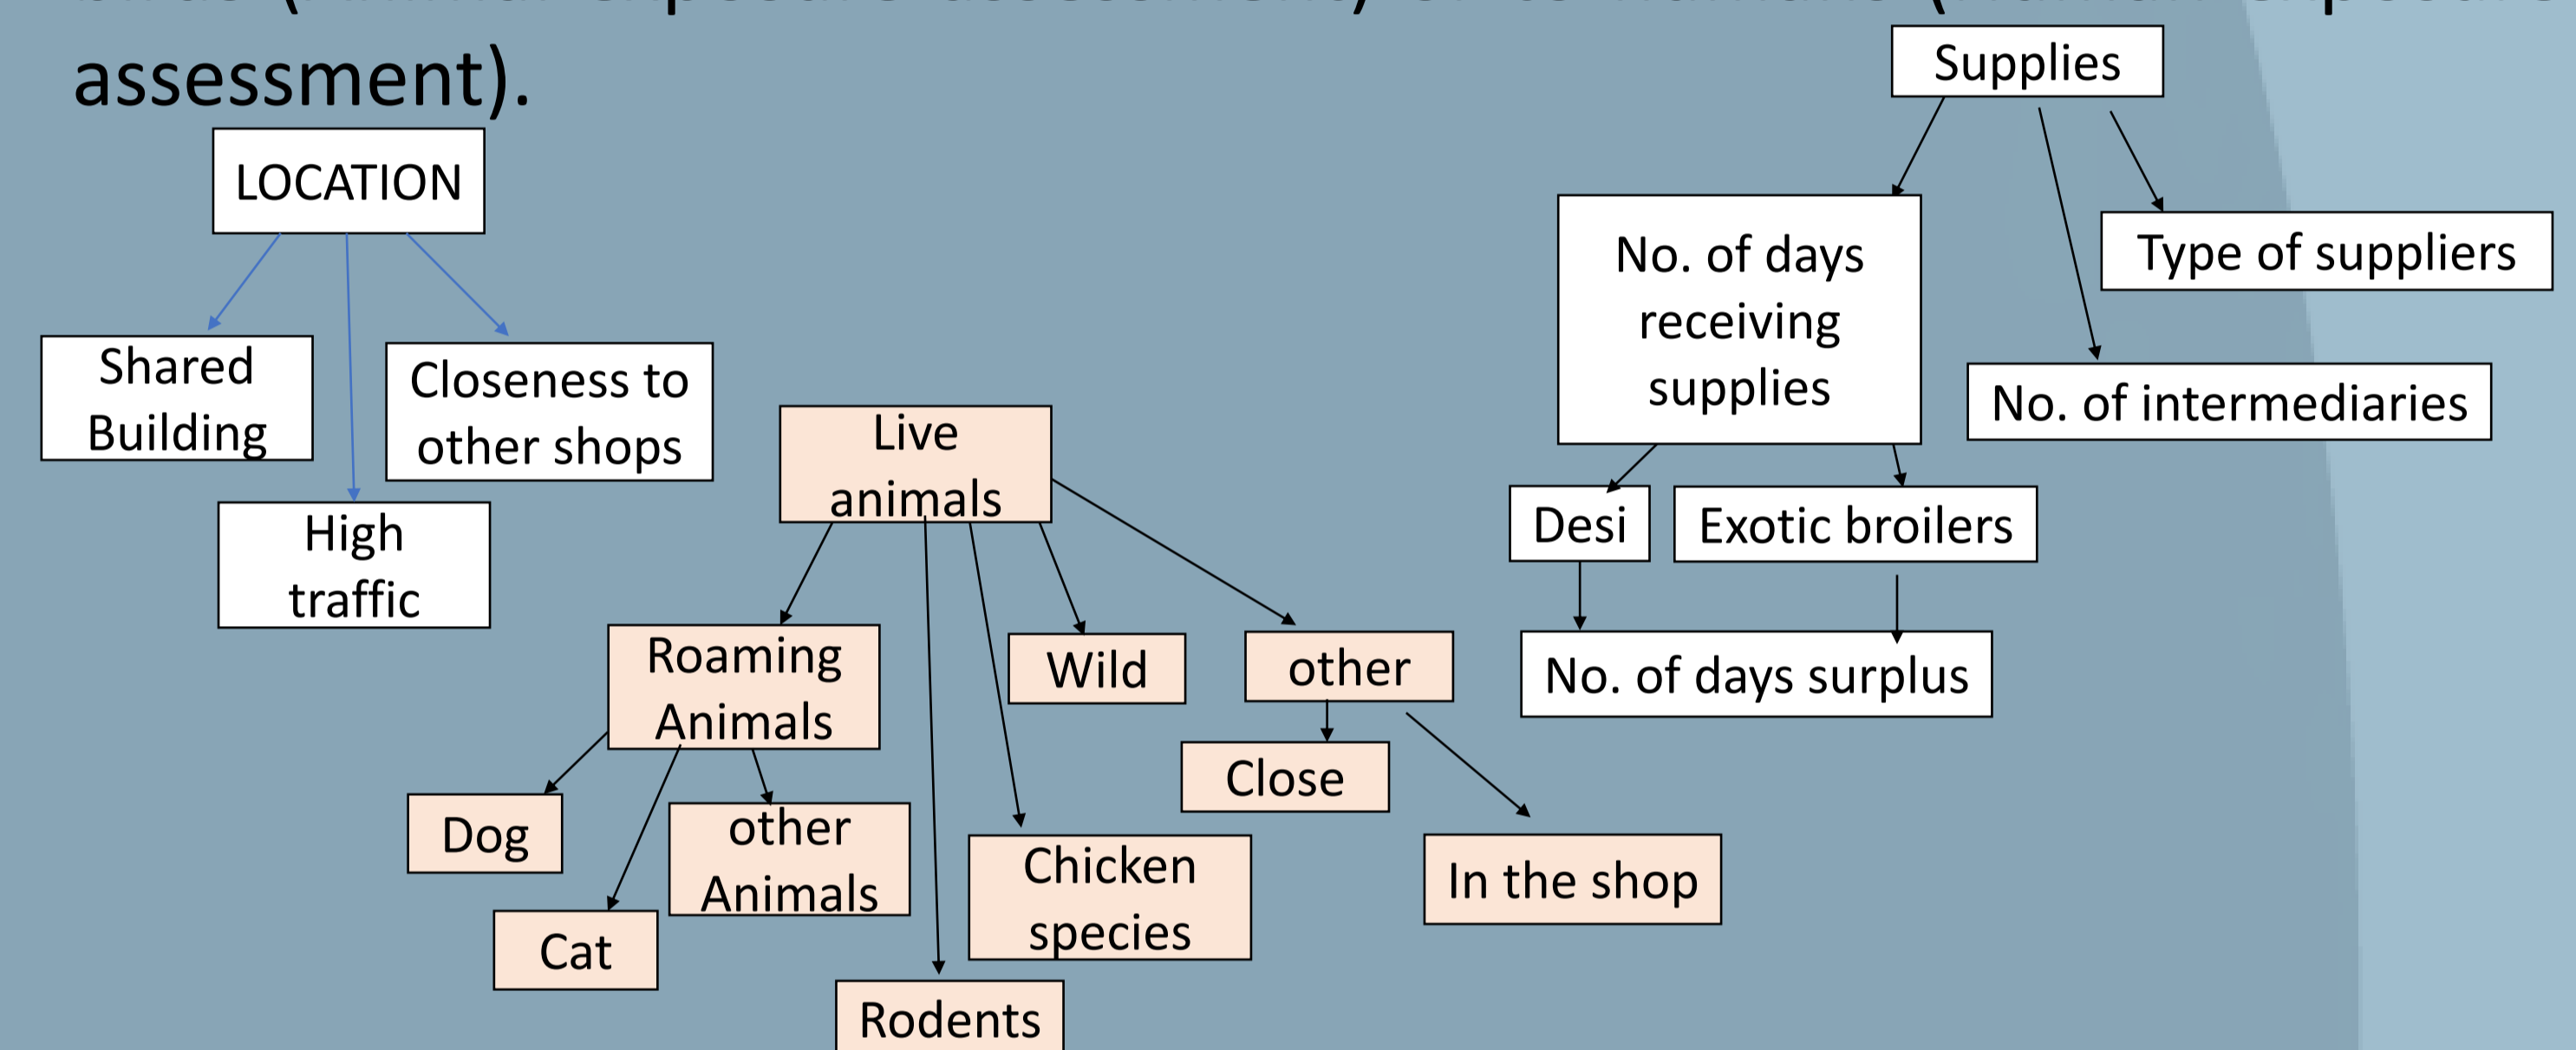 assessment).
Supplies
LOCATION
No. of days
receiving
supplies
Type of suppliers
Shared
Building
Closeness to
other shops
No. of intermediaries
Live
animals
High
traffic
Desi
Exotic broilers
Roaming
Animals
Wild
other
No. of days surplus
Close
Dog
other
Animals
Chicken
species
In the shop
Cat
Rodents